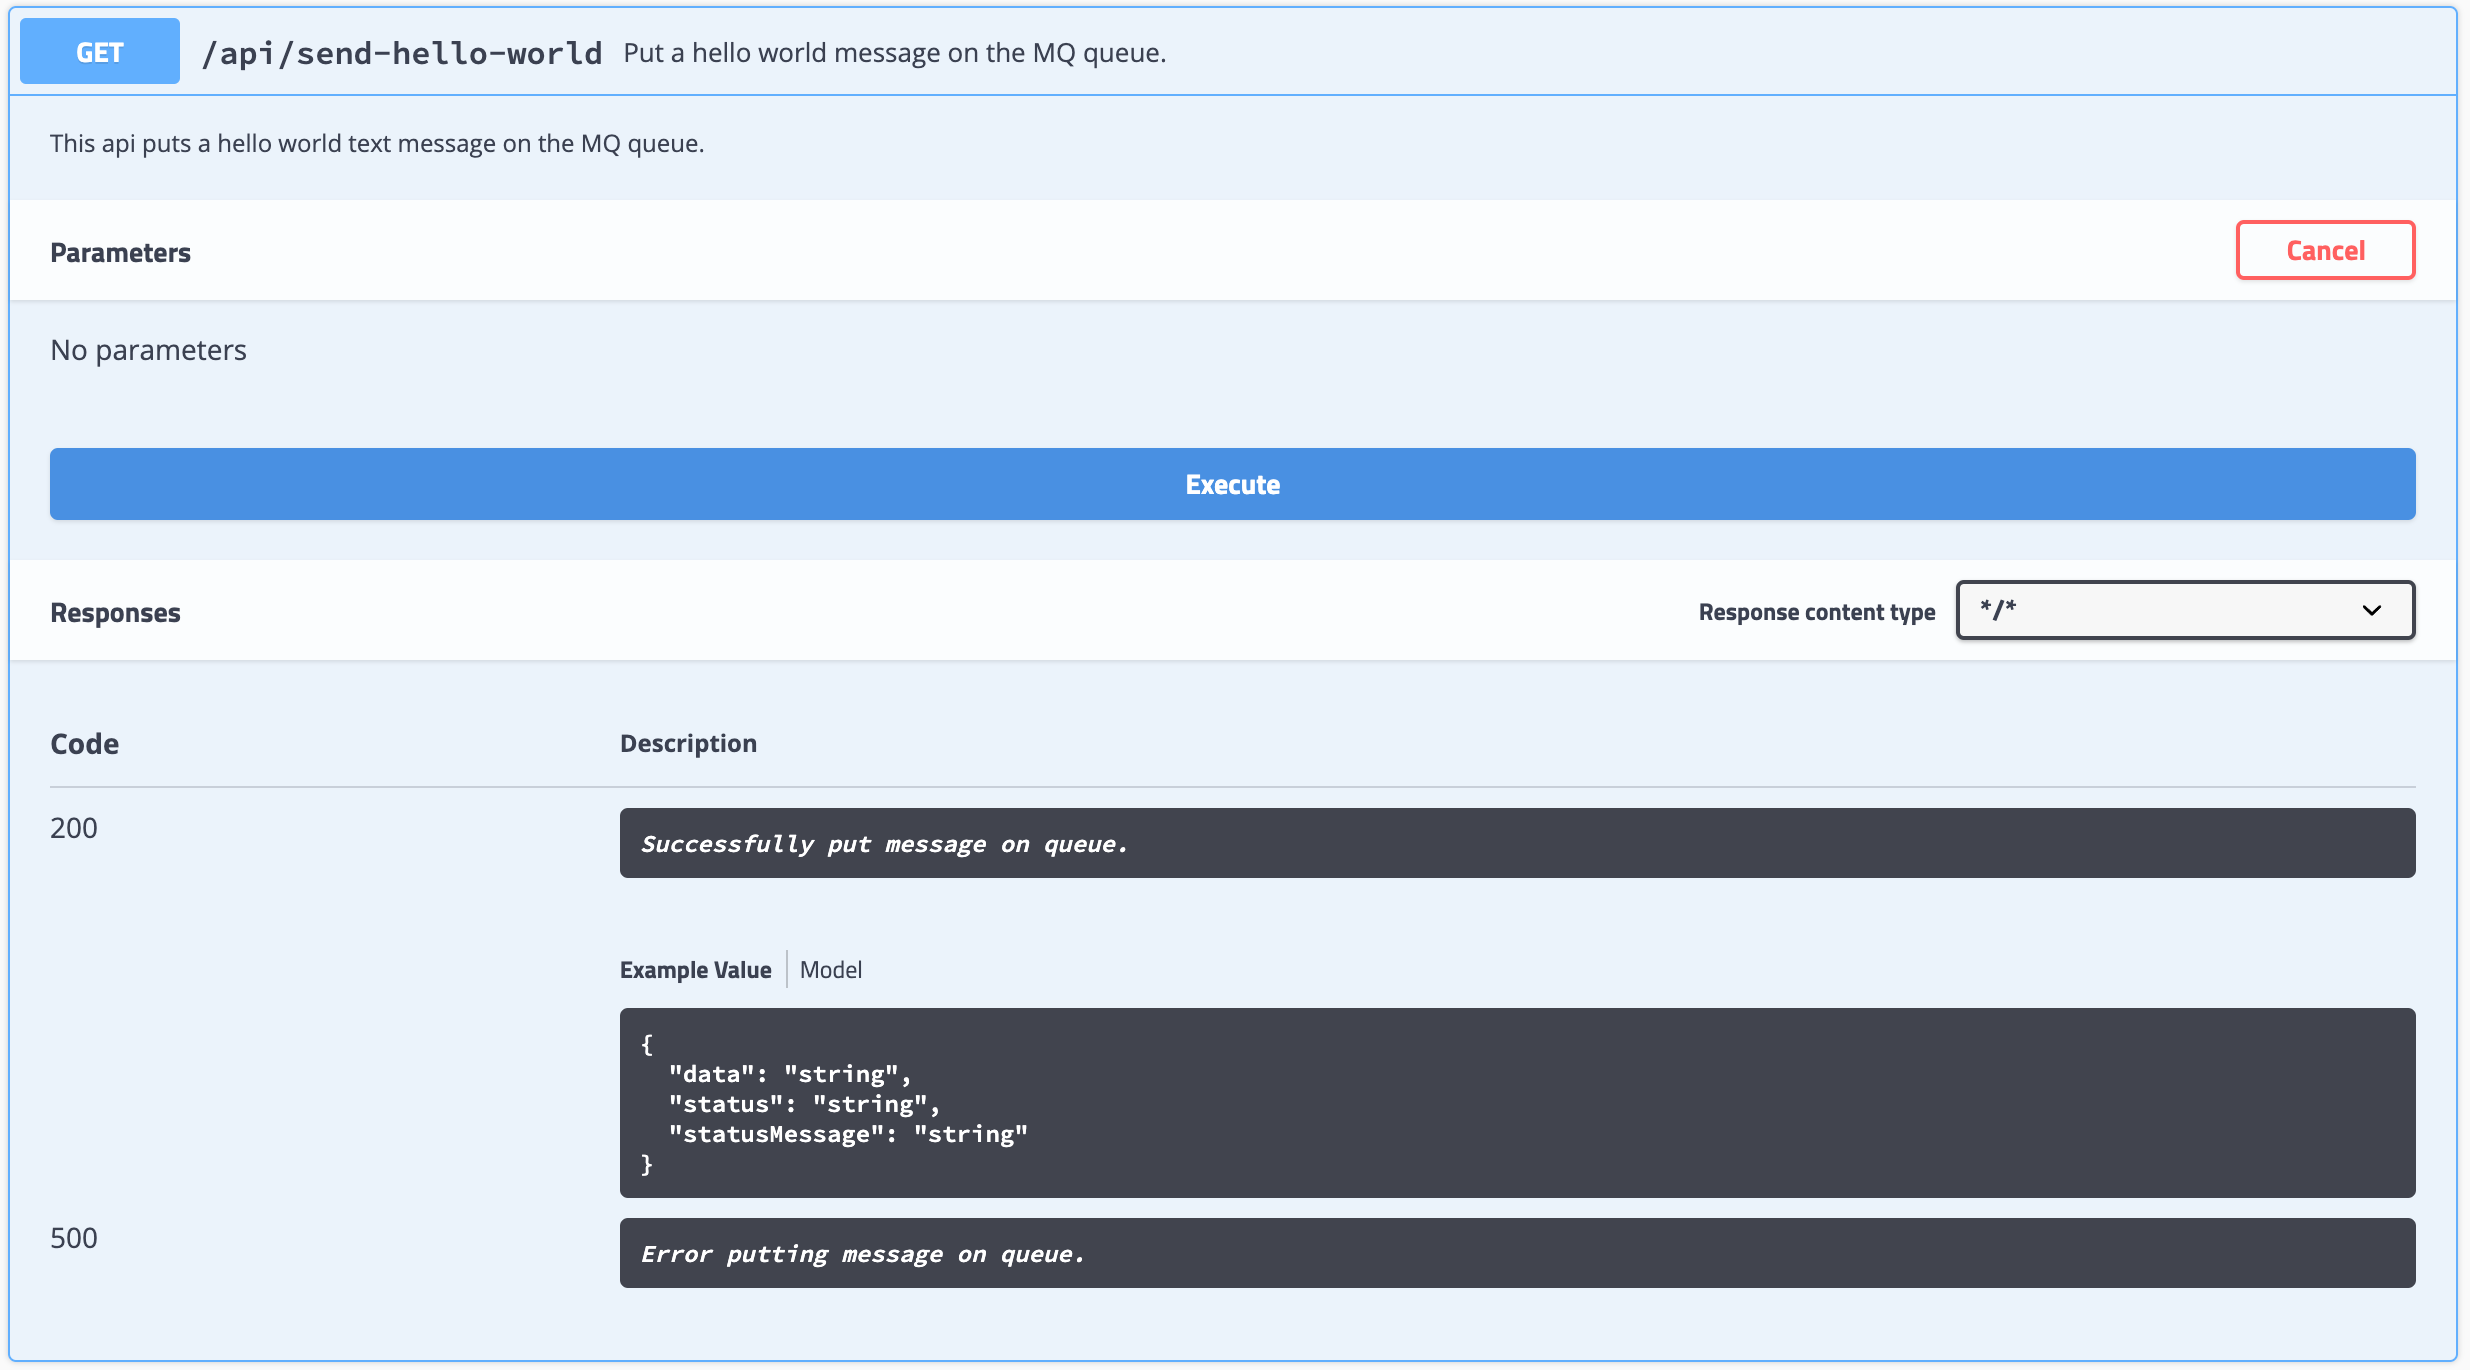 GET /api/send-hello-world Put a hello world message on the MQ queue.
This api puts a hello world text message on the MQ queue.
Parameters Cancel
No parameters
Execute
Responses Response content type */*
Code Description
200 Successfully put message on queue.
Example Value Model
{
"data": "string",
"status": "string",
"statusMessage": "string"
}
500 Error putting message on queue.